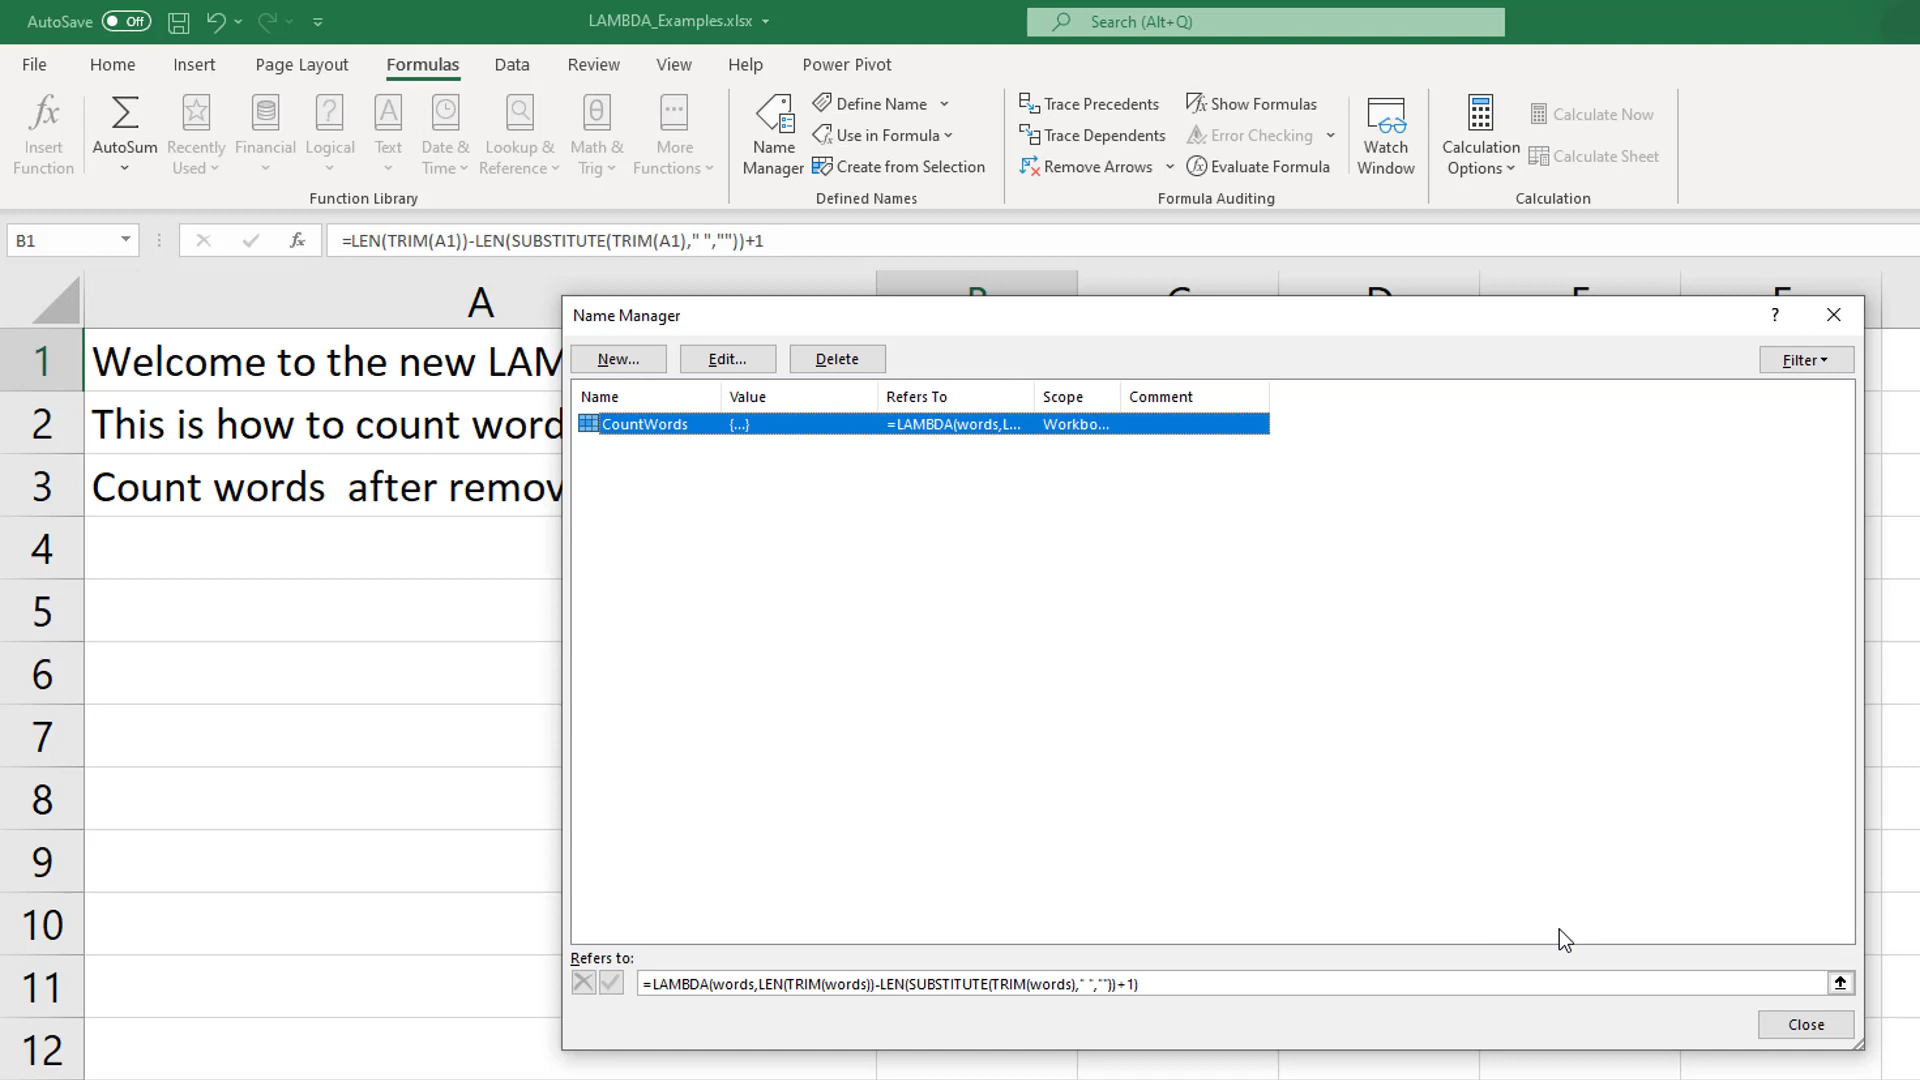 AutoSave Off LAMBDA_Examples.xlsx Search (Alt+Q)
File Home Insert Page Layout Formulas Data Review View Help Power Pivot
Insert Function
AutoSum
Recently Used
Financial
Logical
Text
Date & Time
Lookup & Reference
Math & Trig
More Functions
Function Library
Name Manager
Define Name
Use in Formula
Create from Selection
Defined Names
Trace Precedents
Trace Dependents
Remove Arrows
Show Formulas
Error Checking
Evaluate Formula
Formula Auditing
Watch Window
Calculation Options
Calculate Now
Calculate Sheet
Calculation
B1 fx =LEN(TRIM(A1))-LEN(SUBSTITUTE(TRIM(A1)," ",""))+1
A
1 Welcome to the new LAM
2 This is how to count word
3 Count words  after remov
4
5
6
7
8
9
10
11
12
Name Manager ?
New... Edit... Delete Filter
Name Value Refers To Scope Comment
CountWords {...} =LAMBDA(words,L... Workbo...
Refers to:
=LAMBDA(words,LEN(TRIM(words))-LEN(SUBSTITUTE(TRIM(words)," ",""))+1)
Close